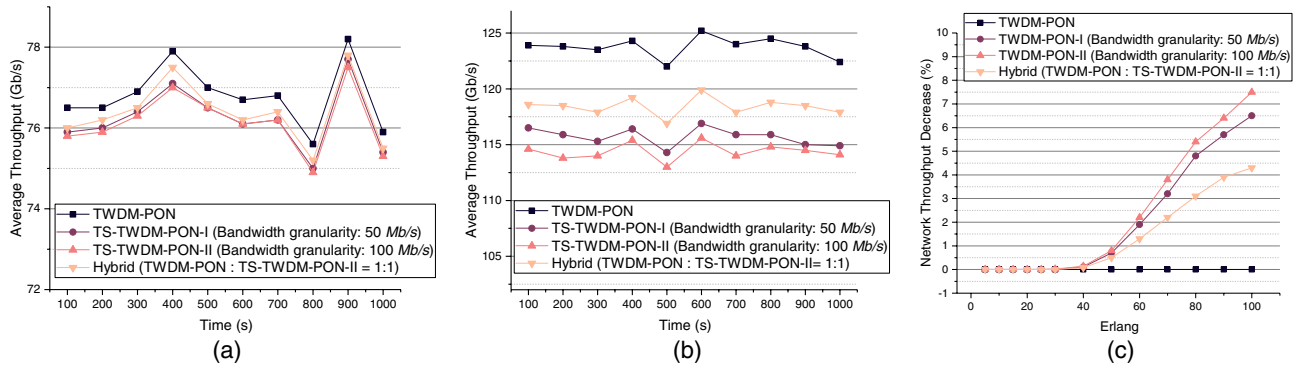 Average Throughput (Gb/s)
78
76
74
72
TWDM-PON
TS-TWDM-PON-I (Bandwidth granularity: 50 Mb/s)
TS-TWDM-PON-II (Bandwidth granularity: 100 Mb/s)
Hybrid (TWDM-PON : TS-TWDM-PON-II = 1:1)
100 200 300 400 500 600 700 800 900 1000
Time (s)
(a)
Average Throughput (Gb/s)
125
120
115
110
105
TWDM-PON
TS-TWDM-PON-I (Bandwidth granularity: 50 Mb/s)
TS-TWDM-PON-II (Bandwidth granularity: 100 Mb/s)
Hybrid (TWDM-PON : TS-TWDM-PON-II= 1:1)
100 200 300 400 500 600 700 800 900 1000
Time (s)
(b)
TWDM-PON
TWDM-PON-I (Bandwidth granularity: 50 Mb/s)
TWDM-PON-II (Bandwidth granularity: 100 Mb/s)
Hybrid (TWDM-PON : TS-TWDM-PON-II = 1:1)
Network Throughput Decrease (%)
10
9
8
7
6
5
4
3
2
1
0
-1
0 20 40 60 80 100
Erlang
(c)